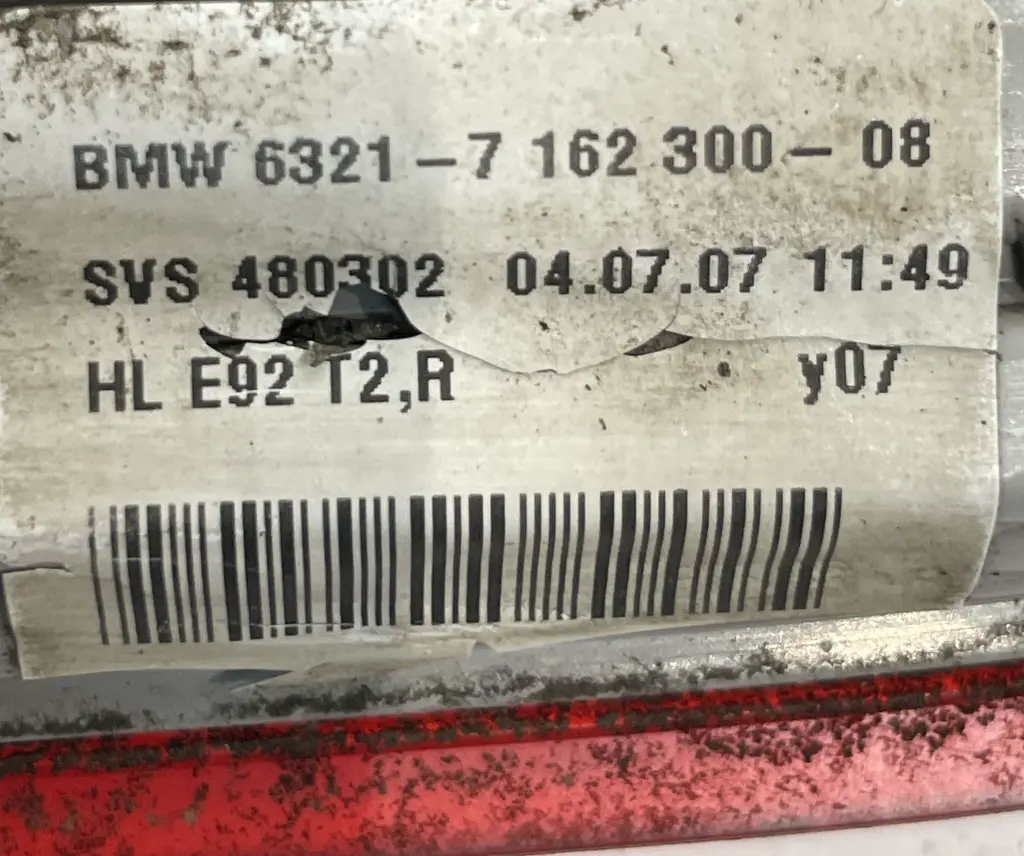 BMW 6321-7 162 300- 08
SVS 480302 04.07.07 11:49
HL E92 T2,R y07